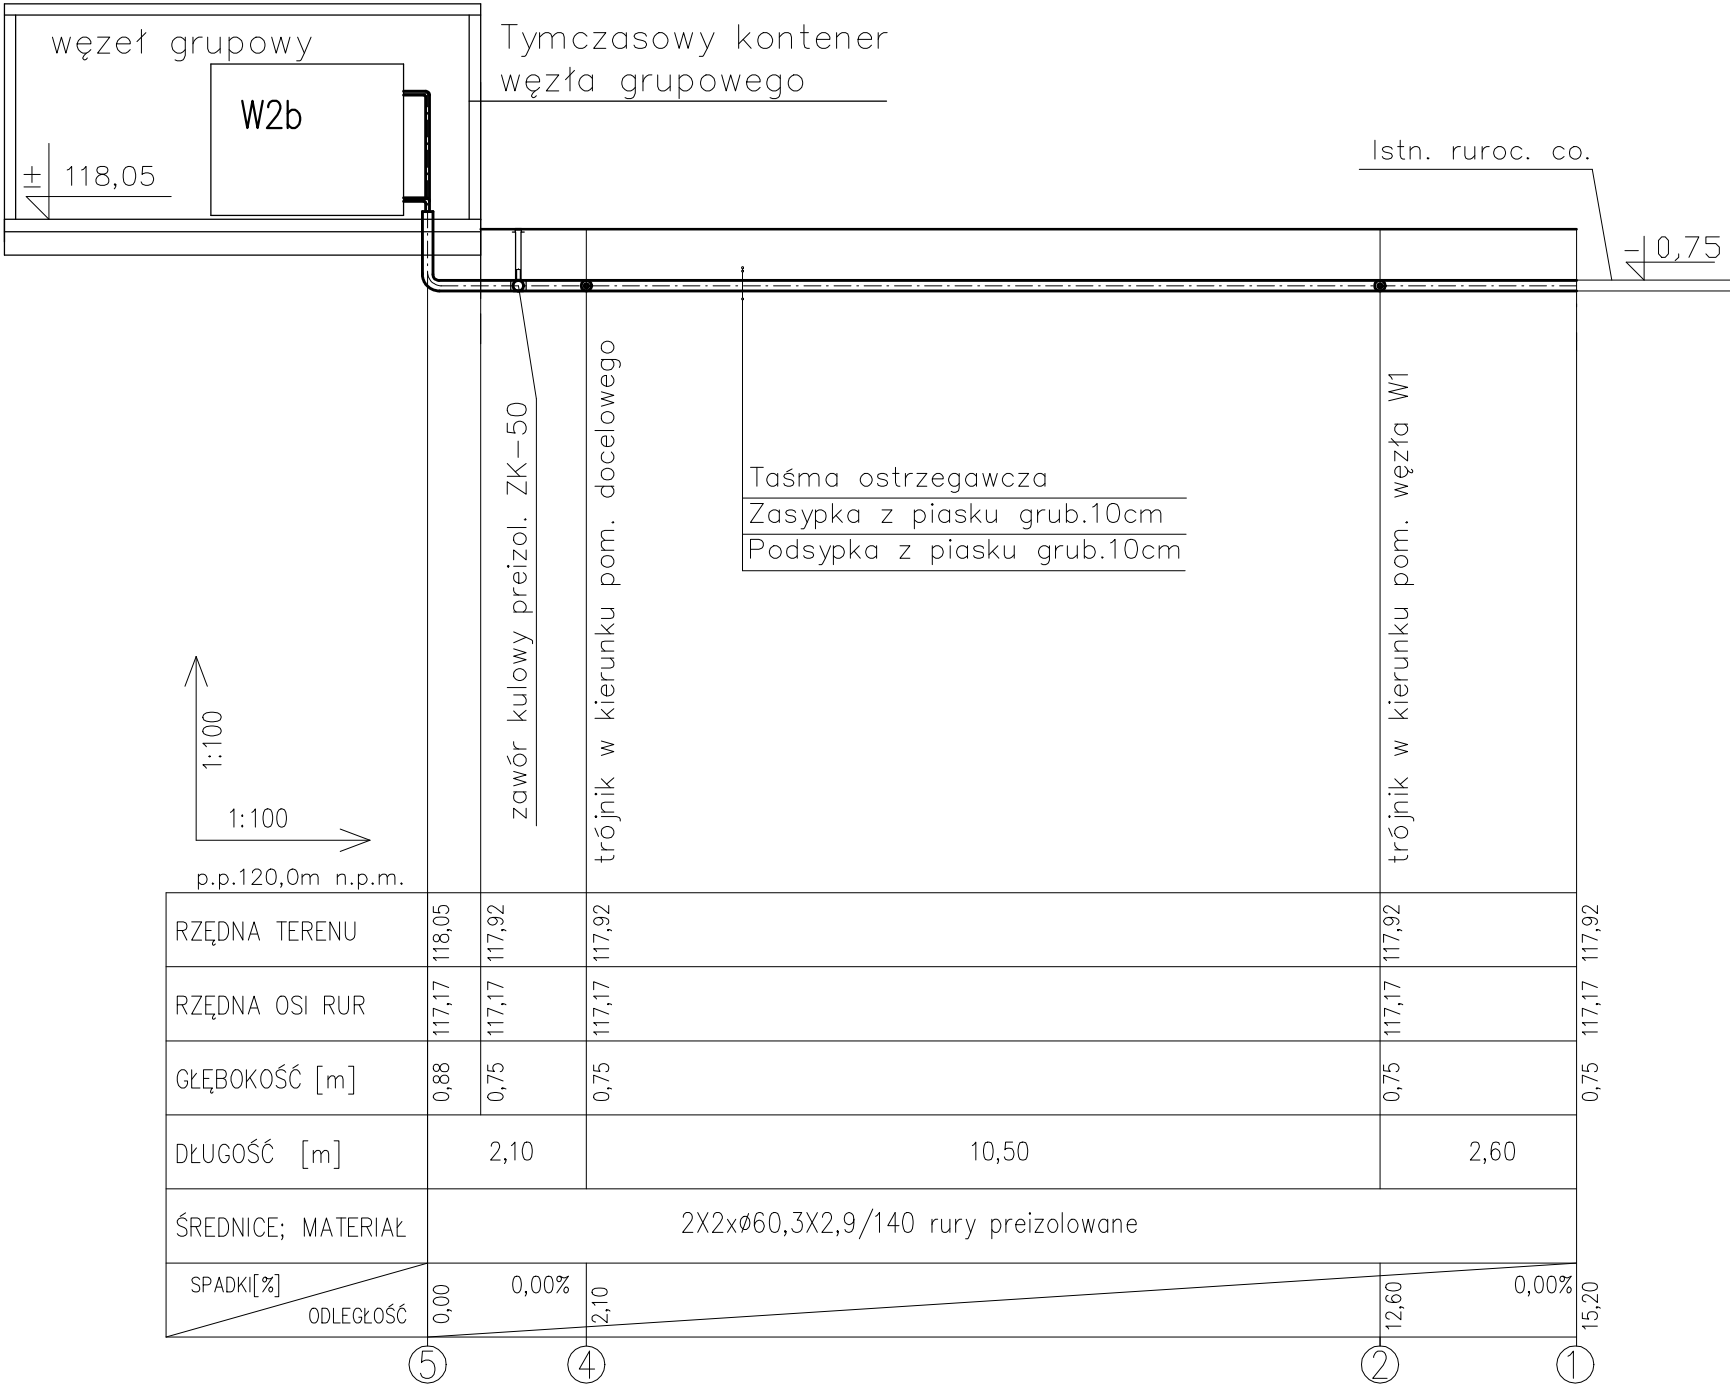 węzeł grupowy
Tymczasowy kontener
węzła grupowego
W2b
± 118,05
Istn. ruroc. co.
- 0,75
zawór kulowy preizol. ZK-50
trójnik w kierunku pom. docelowego
Taśma ostrzegawcza
Zasypka z piasku grub.10cm
Podsypka z piasku grub.10cm
trójnik w kierunku pom. węzła W1
1:100
1:100
p.p.120,0m n.p.m.
RZĘDNA TERENU 118,05 117,92 117,92 117,92 117,92
RZĘDNA OSI RUR 117,17 117,17 117,17 117,17 117,17
GŁĘBOKOŚĆ [m] 0,88 0,75 0,75 0,75 0,75
DŁUGOŚĆ [m] 2,10 10,50 2,60
ŚREDNICE; MATERIAŁ 2X2xø60,3X2,9/140 rury preizolowane
SPADKI[%] 0,00% 0,00%
ODLEGŁOŚĆ 0,00 2,10 12,60 15,20
5 4 2 1